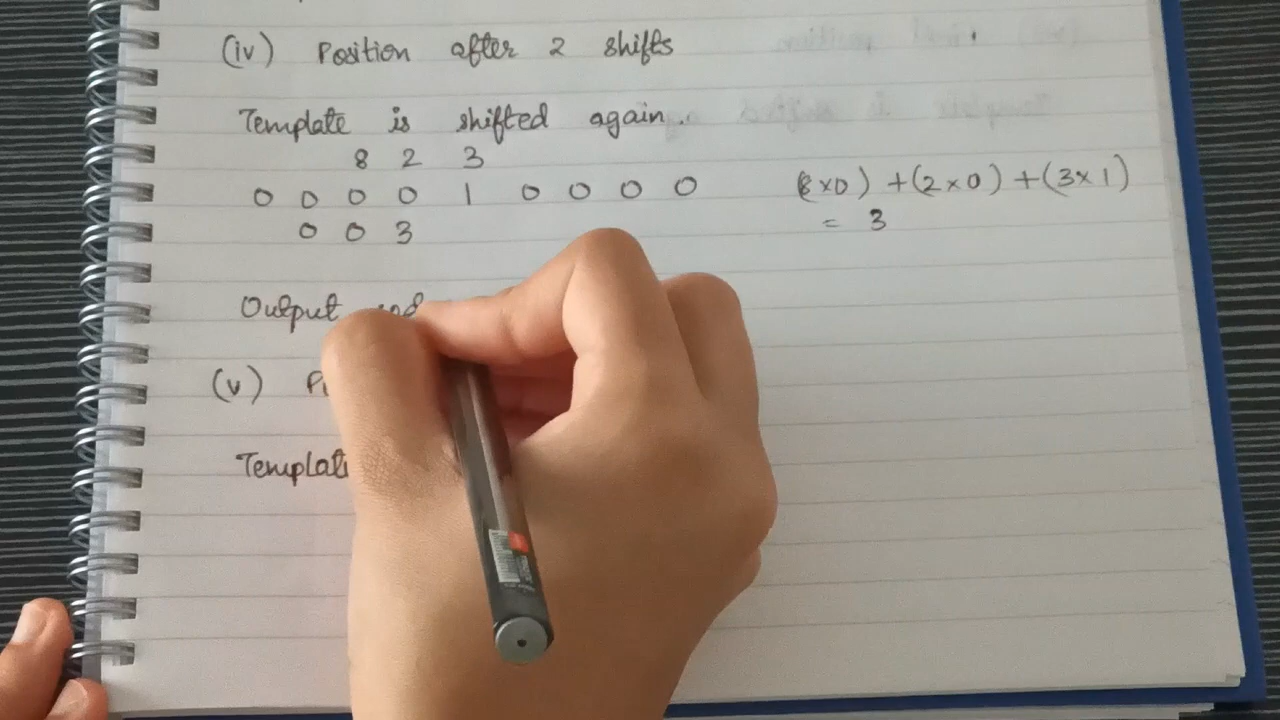 (iv) Position after 2 shifts
Template is shifted again.
8 2 3
0 0 0 0 1 0 0 0 0
(8×0) + (2×0) + (3×1)
0 0 3
= 3
Output
(v)